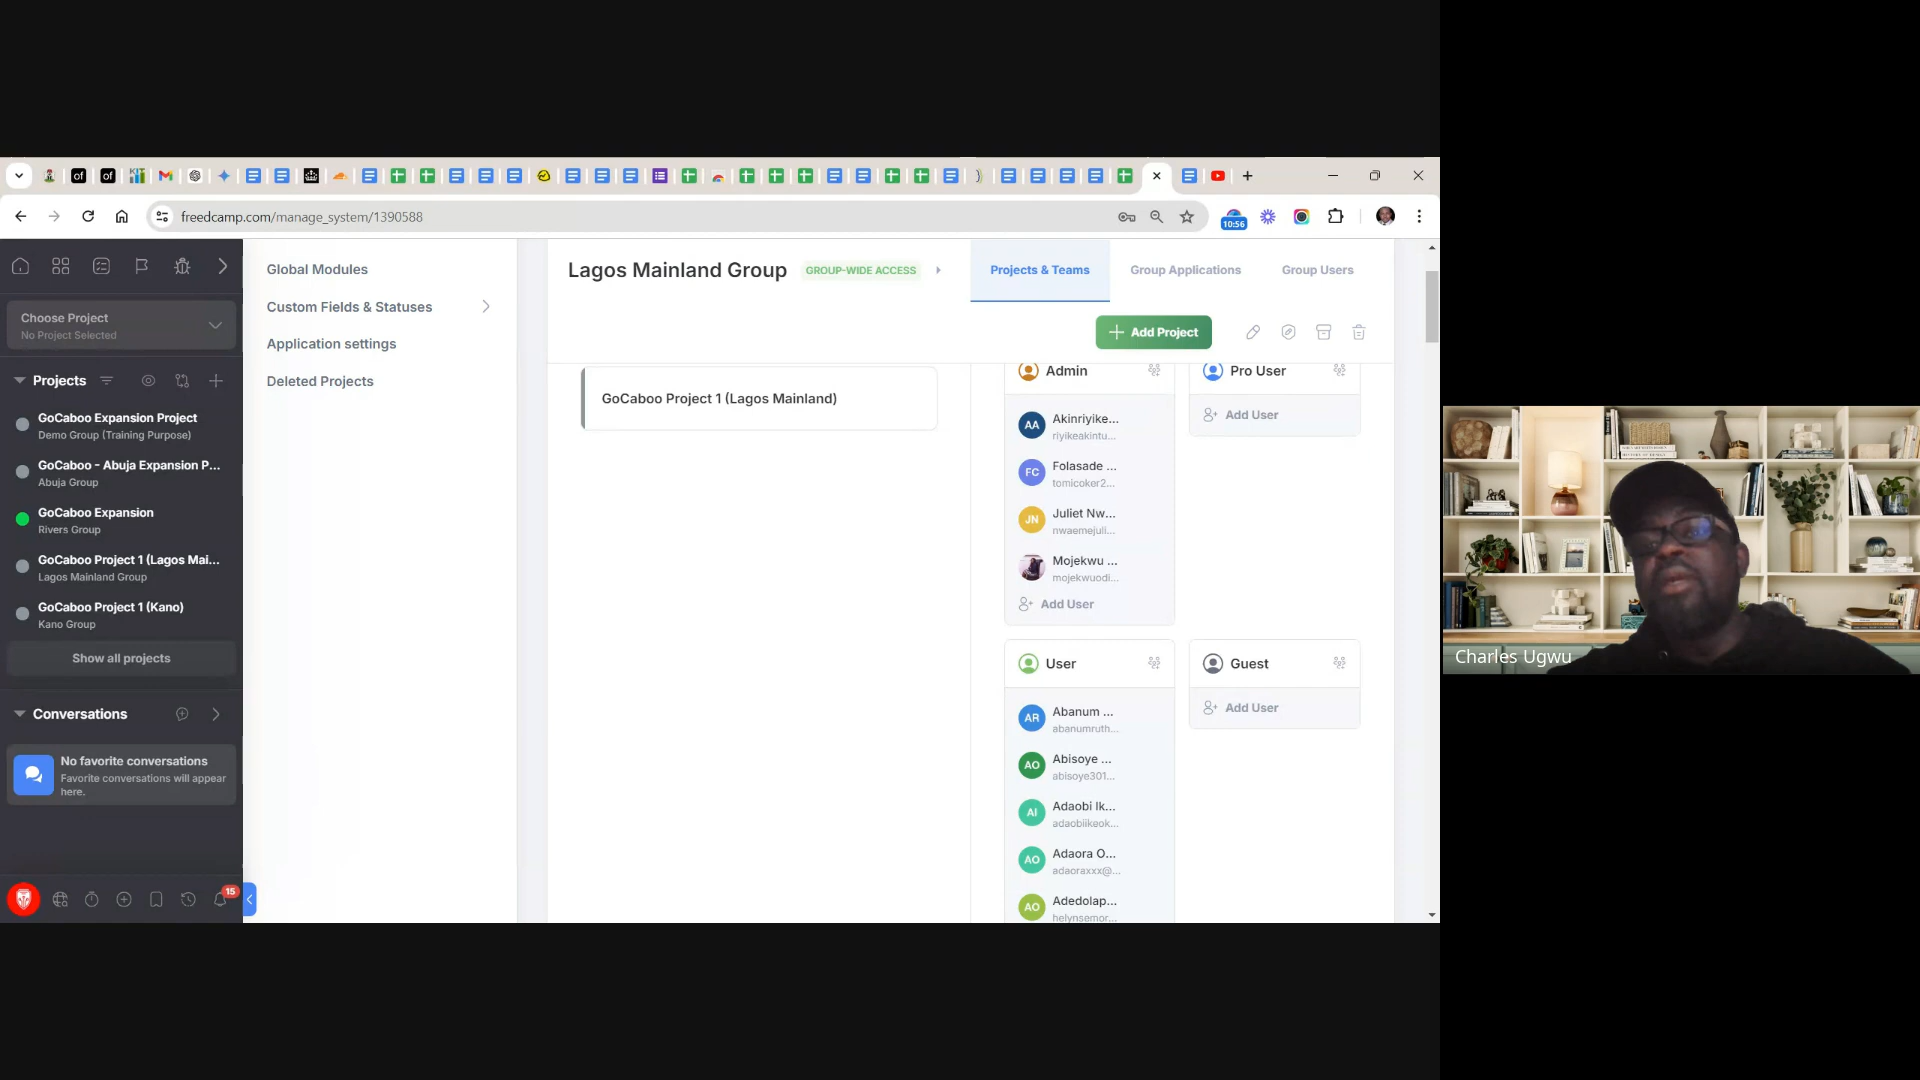 of
of
freedcamp.com/manage_system/1390588
10:56
Choose Project
No Project Selected
Projects
GoCaboo Expansion Project
Demo Group (Training Purpose)
GoCaboo - Abuja Expansion P...
Abuja Group
GoCaboo Expansion
Rivers Group
GoCaboo Project 1 (Lagos Mai...
Lagos Mainland Group
GoCaboo Project 1 (Kano)
Kano Group
Show all projects
Conversations
No favorite conversations
Favorite conversations will appear
here.
15
Global Modules
Custom Fields & Statuses
Application settings
Deleted Projects
Lagos Mainland Group
GROUP-WIDE ACCESS
Projects & Teams
Group Applications
Group Users
Add Project
GoCaboo Project 1 (Lagos Mainland)
Admin
AA
Akinriyike...
riyikeakintu...
FC
Folasade ...
tomicoker2...
JN
Juliet Nw...
nwaemejuli...
Mojekwu ...
mojekwuodi...
Add User
Pro User
Add User
User
AR
Abanum ...
abanumruth...
AO
Abisoye ...
abisoye301...
AI
Adaobi Ik...
adaobiikeok...
AO
Adaora O...
adaoraxxx@...
AO
Adedolap...
helynsemor...
Guest
Add User
Charles Ugwu